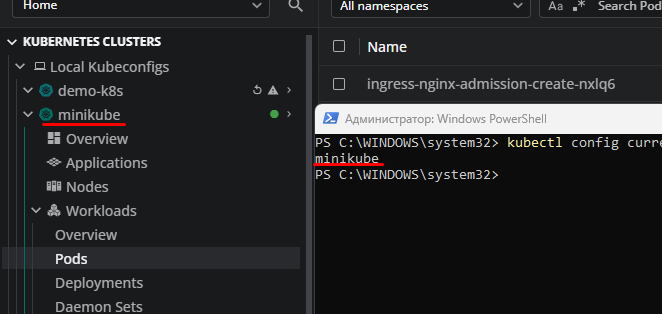 Home
KUBERNETES CLUSTERS
Local Kubeconfigs
demo-k8s
minikube
Overview
Applications
Nodes
Workloads
Overview
Pods
Deployments
Daemon Sets
All namespaces
Aa .* Search Pod
Name
ingress-nginx-admission-create-nxlq6
Администратор: Windows PowerShell
PS C:\WINDOWS\system32> kubectl config curre
minikube
PS C:\WINDOWS\system32>